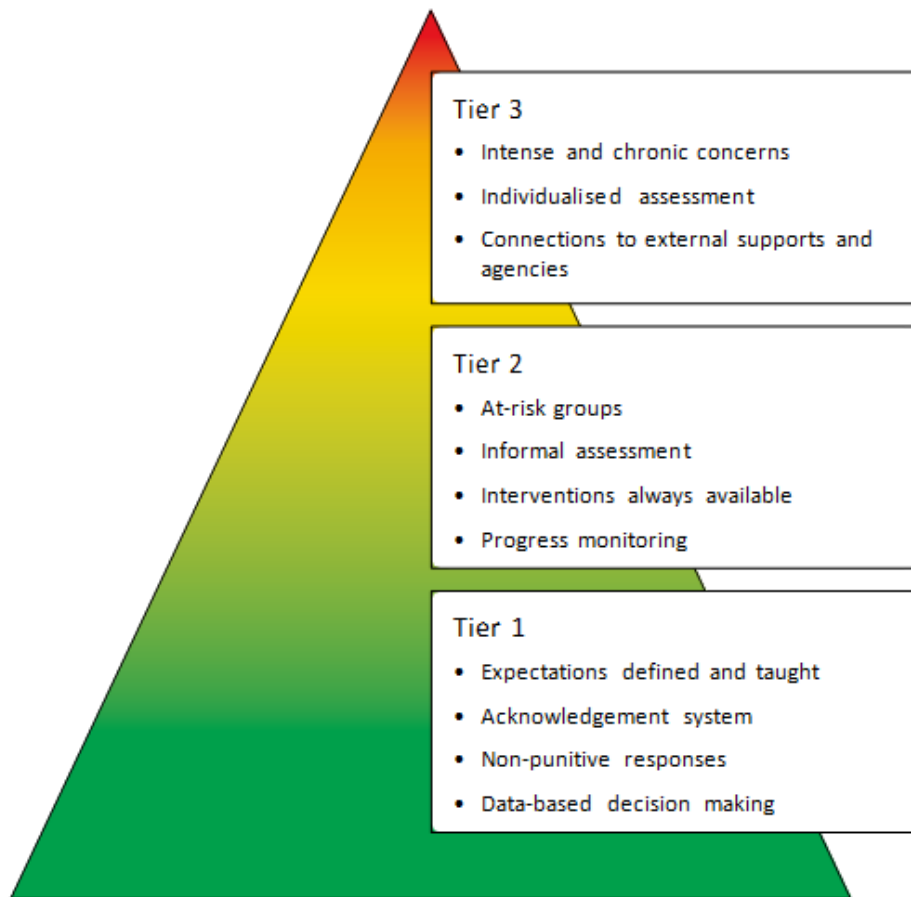 Tier 3
• Intense and chronic concerns
• Individualised assessment
• Connections to external supports and
agencies
Tier 2
• At-risk groups
• Informal assessment
• Interventions always available
• Progress monitoring
Tier 1
• Expectations defined and taught
• Acknowledgement system
• Non-punitive responses
• Data-based decision making